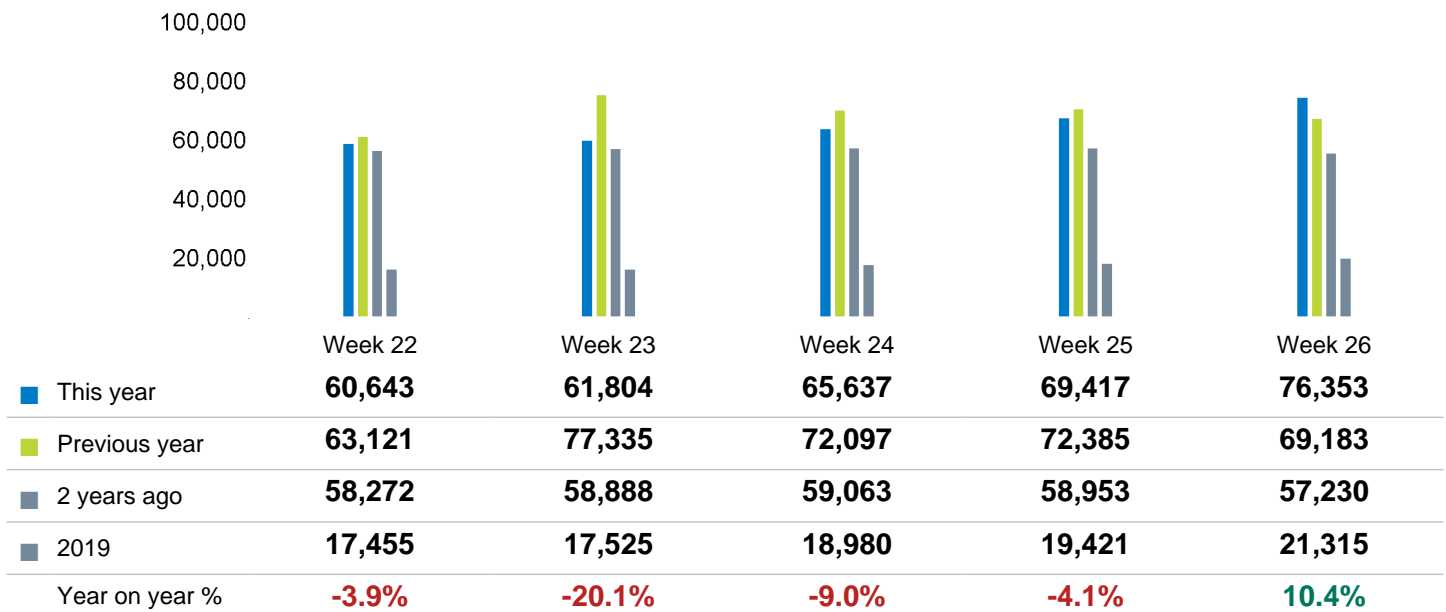 100,000
80,000
60,000
40,000
20,000
Week 22 Week 23 Week 24 Week 25 Week 26
This year 60,643 61,804 65,637 69,417 76,353
Previous year 63,121 77,335 72,097 72,385 69,183
2 years ago 58,272 58,888 59,063 58,953 57,230
2019 17,455 17,525 18,980 19,421 21,315
Year on year % -3.9% -20.1% -9.0% -4.1% 10.4%